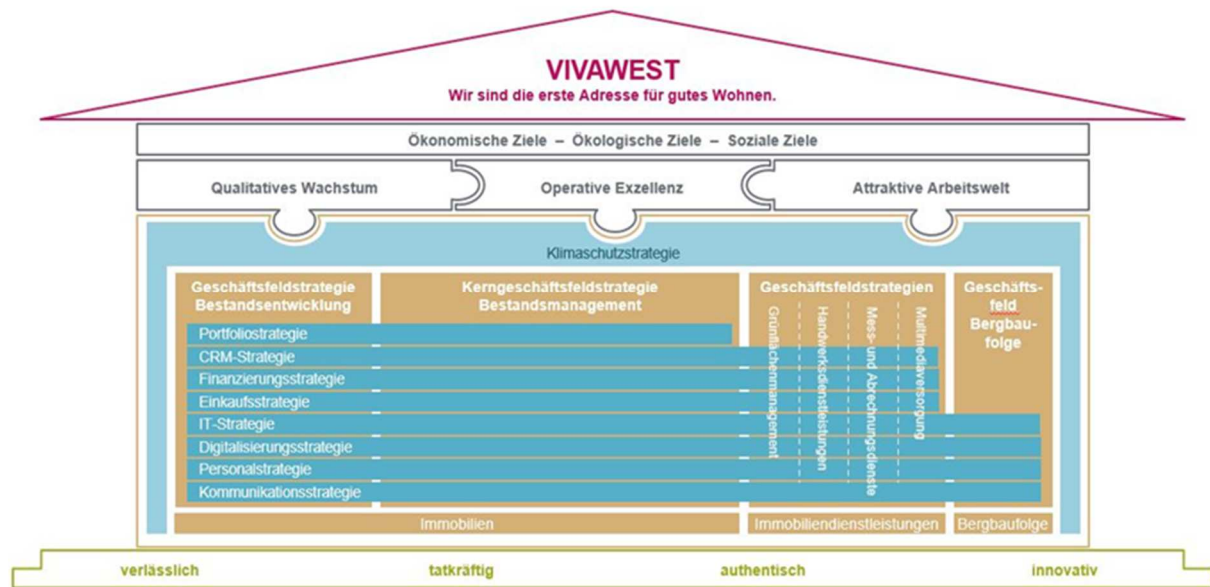 VIVAWEST
Wir sind die erste Adresse für gutes Wohnen.
Ökonomische Ziele – Ökologische Ziele – Soziale Ziele
Qualitatives Wachstum
Operative Exzellenz
Attraktive Arbeitswelt
Klimaschutzstrategie
Geschäftsfeldstrategie
Bestandsentwicklung
Kerngeschäftsfeldstrategie
Bestandsmanagement
Geschäftsfeldstrategien
Geschäfts-
feld
Bergbau-
folge
Grünflächenmanagement
Handwerksdienstleistungen
Mess- und Abrechnungsdienste
Multimediaversorgung
Portfoliostrategie
CRM-Strategie
Finanzierungsstrategie
Einkaufsstrategie
IT-Strategie
Digitalisierungsstrategie
Personalstrategie
Kommunikationsstrategie
Immobilien
Immobiliendienstleistungen
Bergbaufolge
verlässlich
tatkräftig
authentisch
innovativ